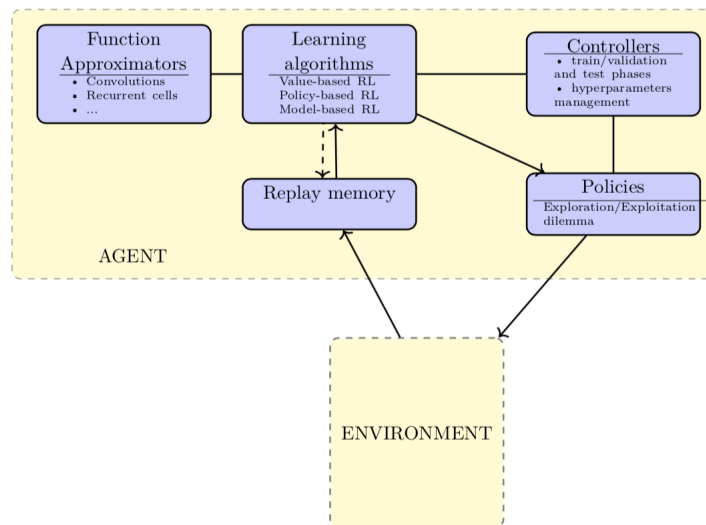 Function
Approximators
• Convolutions
• Recurrent cells
• ...
Learning
algorithms
Value-based RL
Policy-based RL
Model-based RL
Controllers
• train/validation
and test phases
• hyperparameters
management
Replay memory
Policies
Exploration/Exploitation
dilemma
AGENT
ENVIRONMENT